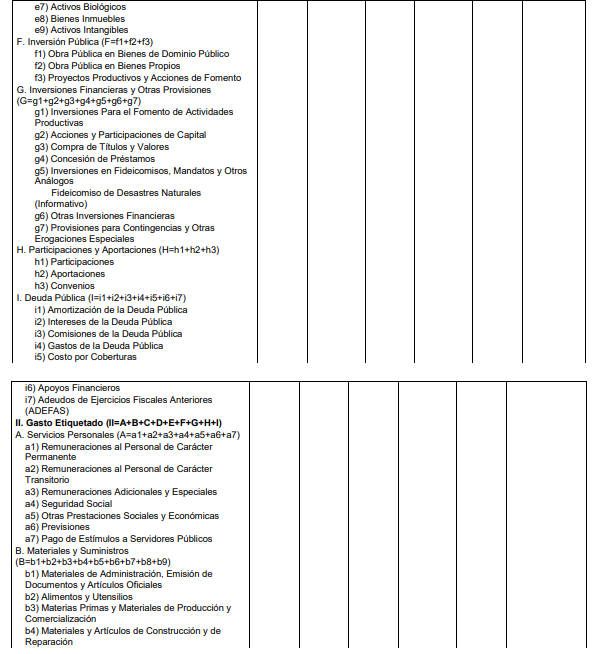 e7) Activos Biológicos
e8) Bienes Inmuebles
e9) Activos Intangibles
F. Inversión Pública (F=f1+f2+f3)
f1) Obra Pública en Bienes de Dominio Público
f2) Obra Pública en Bienes Propios
f3) Proyectos Productivos y Acciones de Fomento
G. Inversiones Financieras y Otras Provisiones
(G=g1+g2+g3+g4+g5+g6+g7)
g1) Inversiones Para el Fomento de Actividades
Productivas
g2) Acciones y Participaciones de Capital
g3) Compra de Títulos y Valores
g4) Concesión de Préstamos
g5) Inversiones en Fideicomisos, Mandatos y Otros
Análogos
Fideicomiso de Desastres Naturales
(Informativo)
g6) Otras Inversiones Financieras
g7) Provisiones para Contingencias y Otras
Erogaciones Especiales
H. Participaciones y Aportaciones (H=h1+h2+h3)
h1) Participaciones
h2) Aportaciones
h3) Convenios
I. Deuda Pública (I=i1+i2+i3+i4+i5+i6+i7)
i1) Amortización de la Deuda Pública
i2) Intereses de la Deuda Pública
i3) Comisiones de la Deuda Pública
i4) Gastos de la Deuda Pública
i5) Costo por Coberturas
i6) Apoyos Financieros
i7) Adeudos de Ejercicios Fiscales Anteriores
(ADEFAS)
II. Gasto Etiquetado (II=A+B+C+D+E+F+G+H+I)
A. Servicios Personales (A=a1+a2+a3+a4+a5+a6+a7)
a1) Remuneraciones al Personal de Carácter
Permanente
a2) Remuneraciones al Personal de Carácter
Transitorio
a3) Remuneraciones Adicionales y Especiales
a4) Seguridad Social
a5) Otras Prestaciones Sociales y Económicas
a6) Previsiones
a7) Pago de Estímulos a Servidores Públicos
B. Materiales y Suministros
(B=b1+b2+b3+b4+b5+b6+b7+b8+b9)
b1) Materiales de Administración, Emisión de
Documentos y Artículos Oficiales
b2) Alimentos y Utensilios
b3) Materias Primas y Materiales de Producción y
Comercialización
b4) Materiales y Artículos de Construcción y de
Reparación